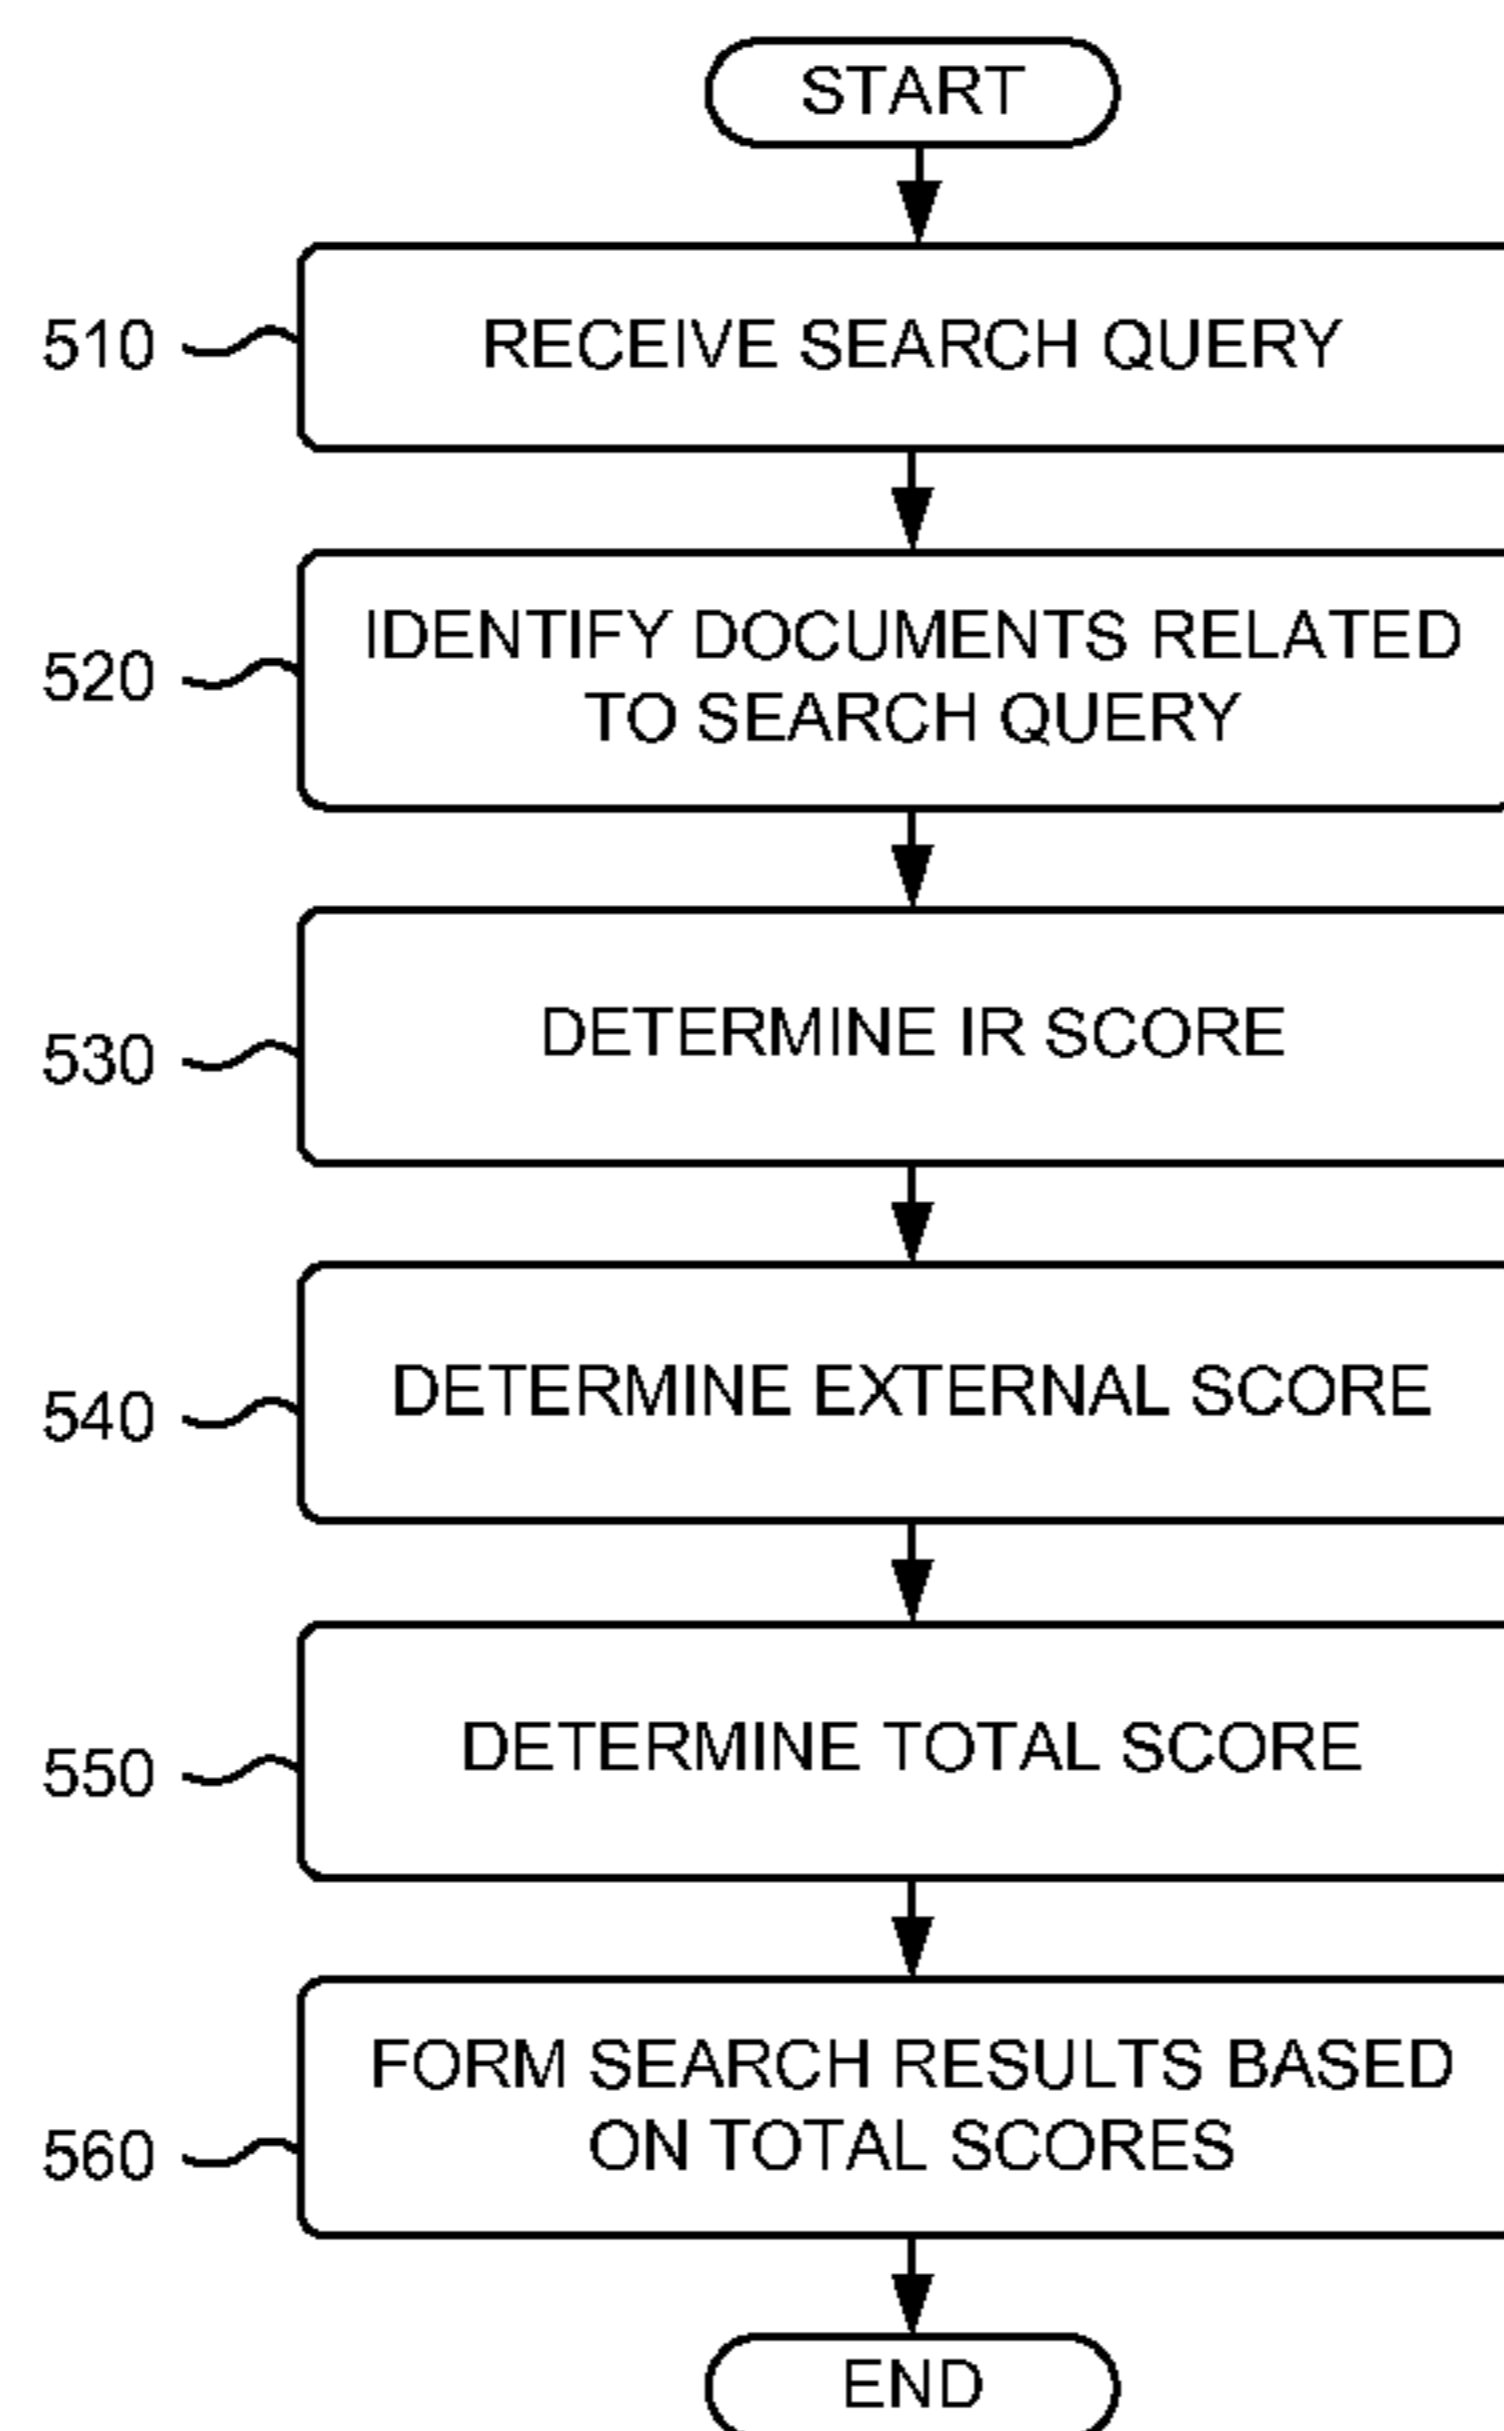 START
510
RECEIVE SEARCH QUERY
520
IDENTIFY DOCUMENTS RELATED
TO SEARCH QUERY
530
DETERMINE IR SCORE
540
DETERMINE EXTERNAL SCORE
550
DETERMINE TOTAL SCORE
560
FORM SEARCH RESULTS BASED
ON TOTAL SCORES
END